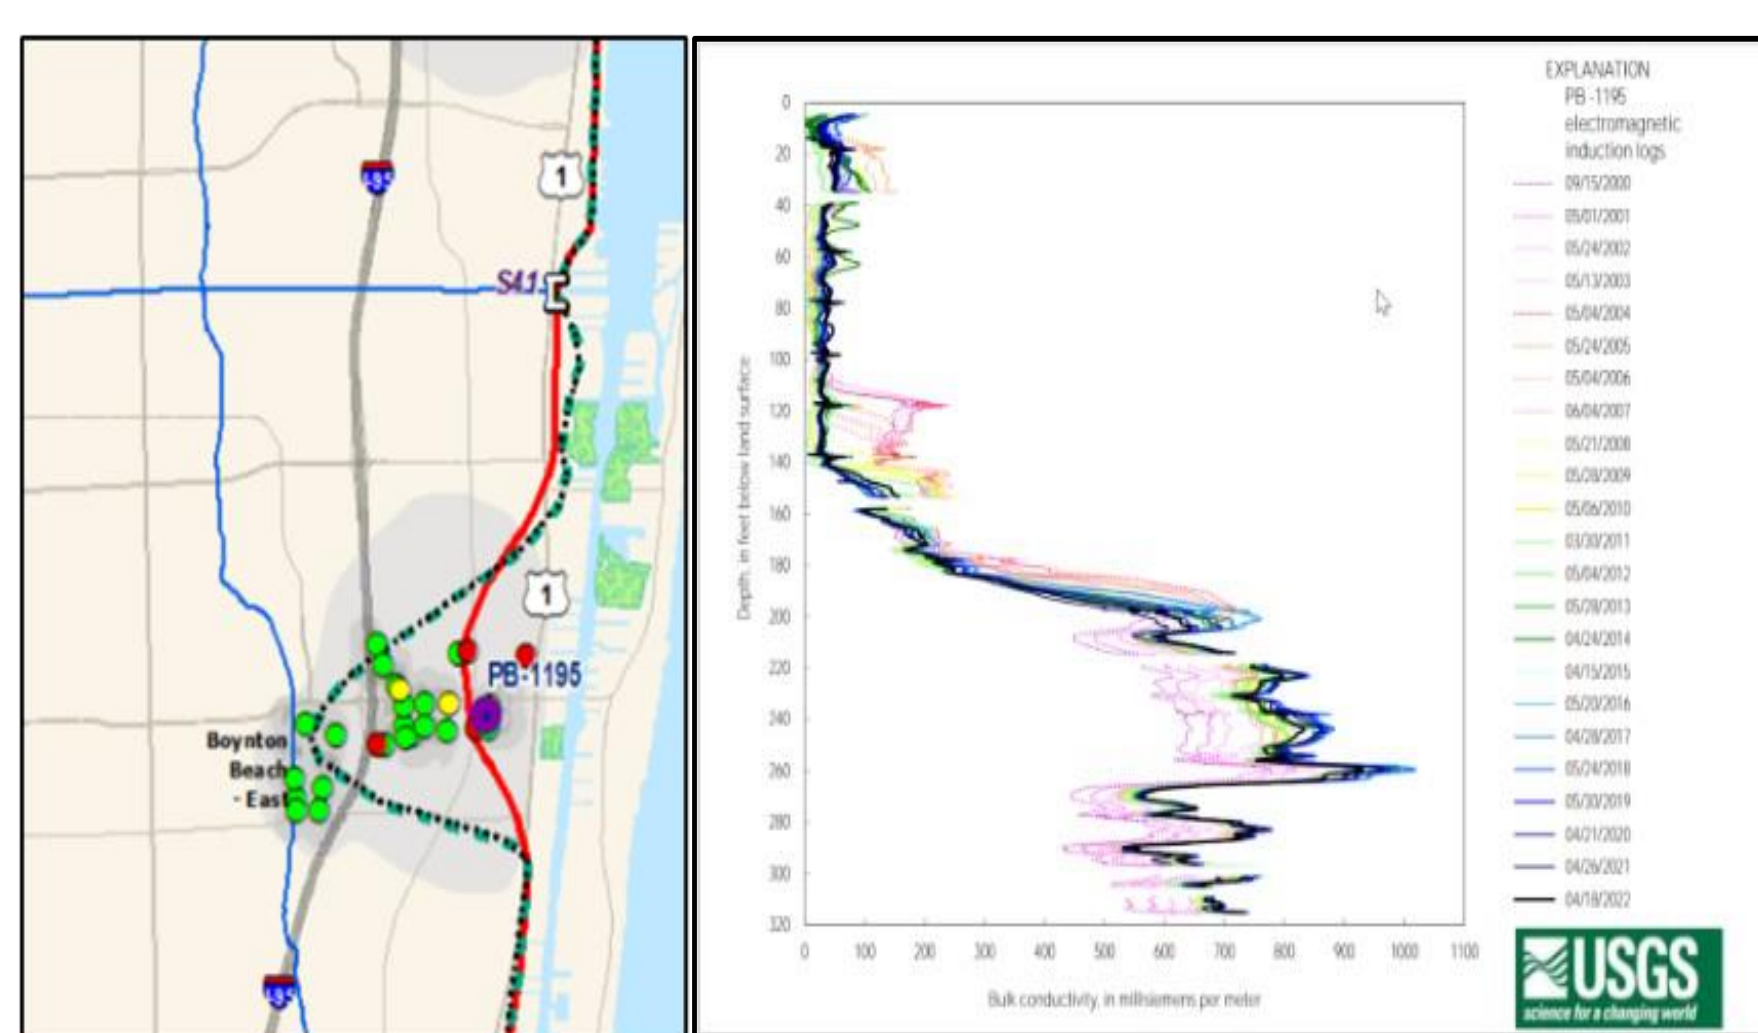 I-95
1
S41
1
PB-1195
Boynton
Beach
- East
I-95
EXPLANATION
PB -1195
electromagnetic
induction logs
09/15/2000
05/01/2001
05/24/2002
05/13/2003
05/04/2004
05/24/2005
05/04/2006
06/04/2007
05/21/2008
05/28/2009
05/06/2010
03/30/2011
05/04/2012
05/28/2013
04/24/2014
04/15/2015
05/20/2016
04/28/2017
05/24/2018
05/30/2019
04/21/2020
04/26/2021
04/18/2022
Depth, in feet below land surface
0
20
40
60
80
100
120
140
160
180
200
220
240
260
280
300
320
0 100 200 300 400 500 600 700 800 900 1000 1100
Bulk conductivity, in millisiemens per meter
USGS
science for a changing world